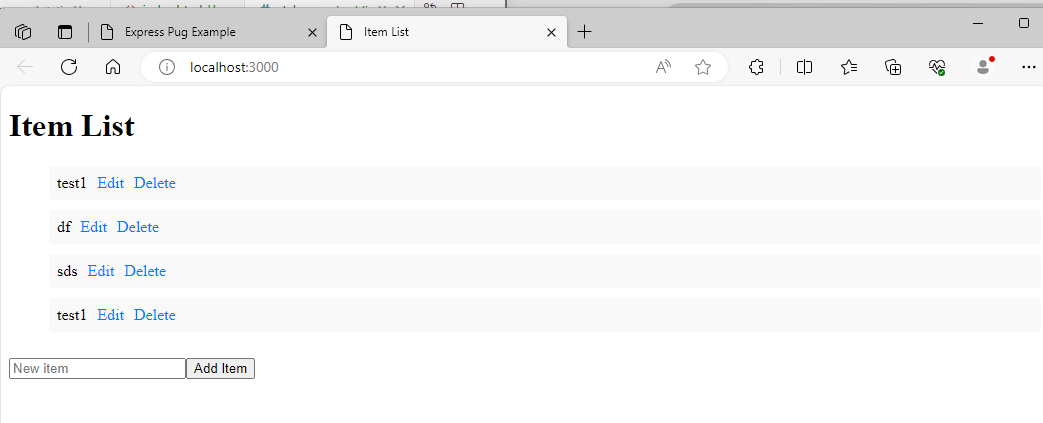 Express Pug Example
Item List
localhost:3000
Item List
test1 Edit Delete
df Edit Delete
sds Edit Delete
test1 Edit Delete
New item Add Item